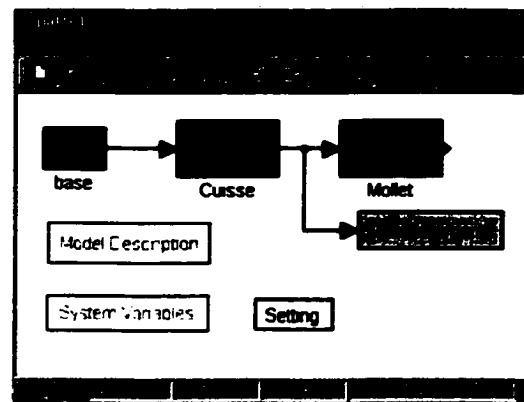 base
Cuisse
Mollet
Model Description
System Variables
Setting